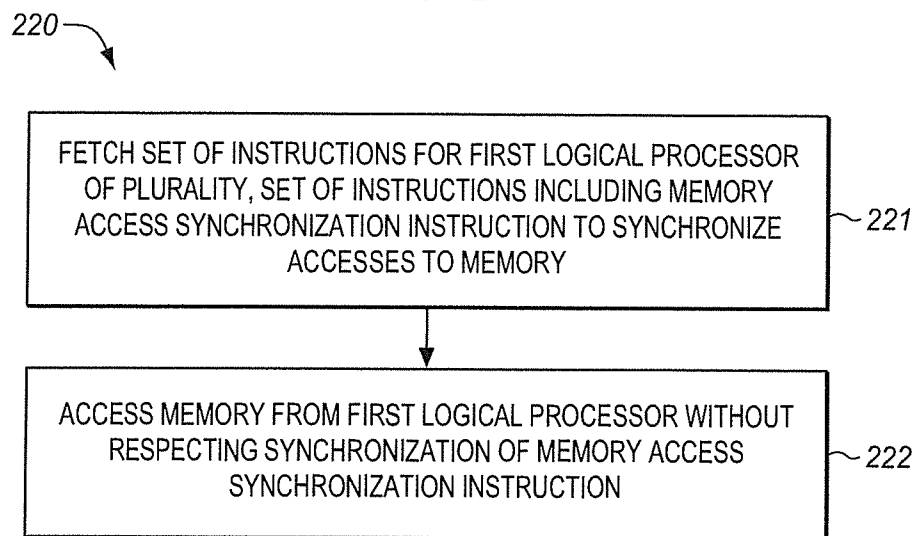 220
FETCH SET OF INSTRUCTIONS FOR FIRST LOGICAL PROCESSOR
OF PLURALITY, SET OF INSTRUCTIONS INCLUDING MEMORY
ACCESS SYNCHRONIZATION INSTRUCTION TO SYNCHRONIZE
ACCESSES TO MEMORY
221
ACCESS MEMORY FROM FIRST LOGICAL PROCESSOR WITHOUT
RESPECTING SYNCHRONIZATION OF MEMORY ACCESS
SYNCHRONIZATION INSTRUCTION
222